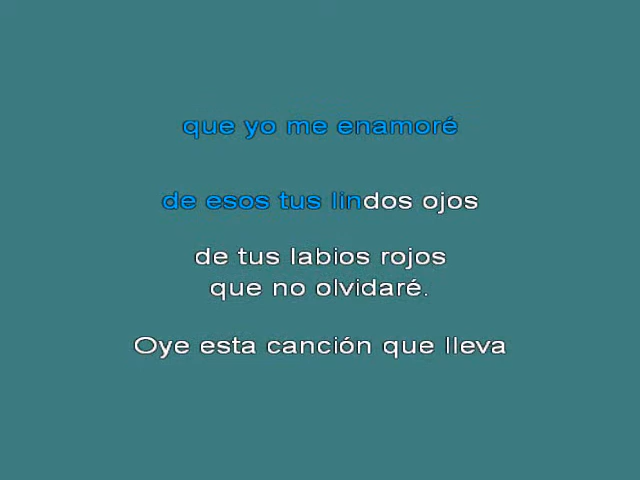 que yo me enamoré
de esos tus lindos ojos
de tus labios rojos
que no olvidaré.
Oye esta canción que lleva